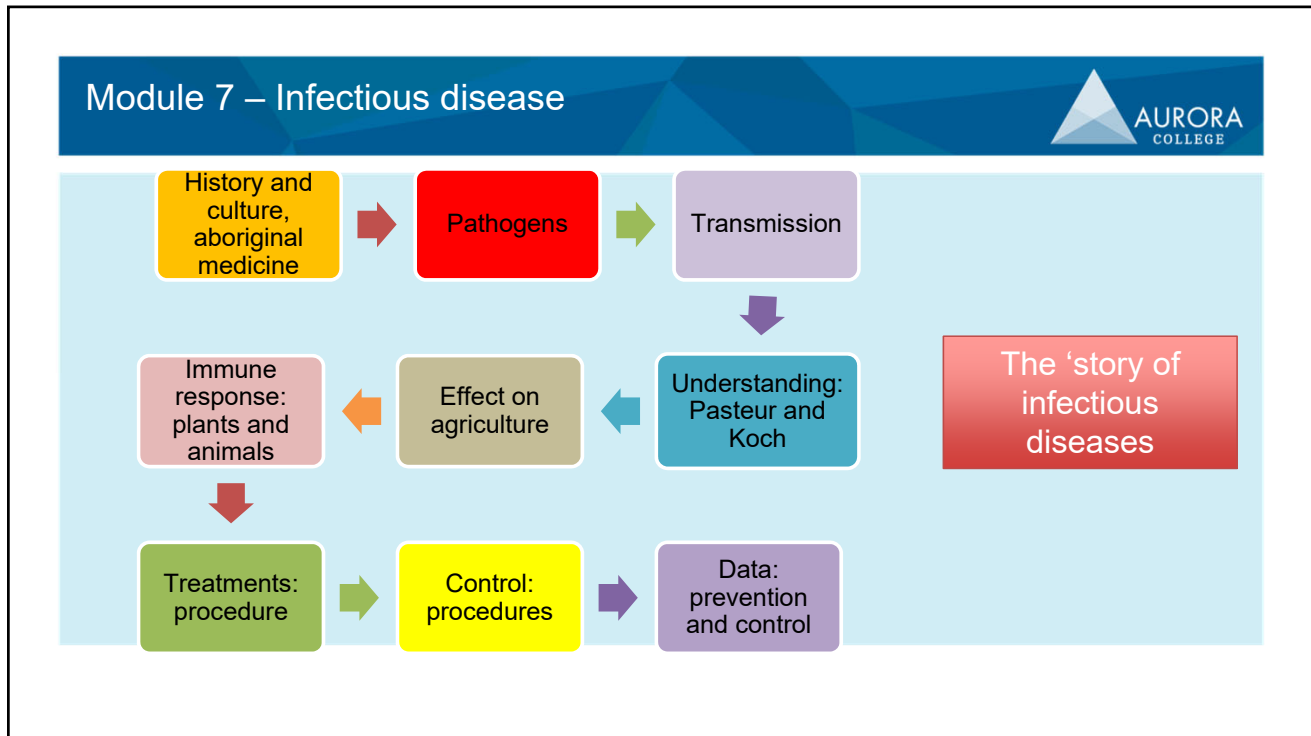 Module 7 – Infectious disease
AURORA
COLLEGE
History and
culture,
aboriginal
medicine
Pathogens
Transmission
Understanding:
Pasteur and
Koch
Effect on
agriculture
Immune
response:
plants and
animals
Treatments:
procedure
Control:
procedures
Data:
prevention
and control
The ‘story of
infectious
diseases